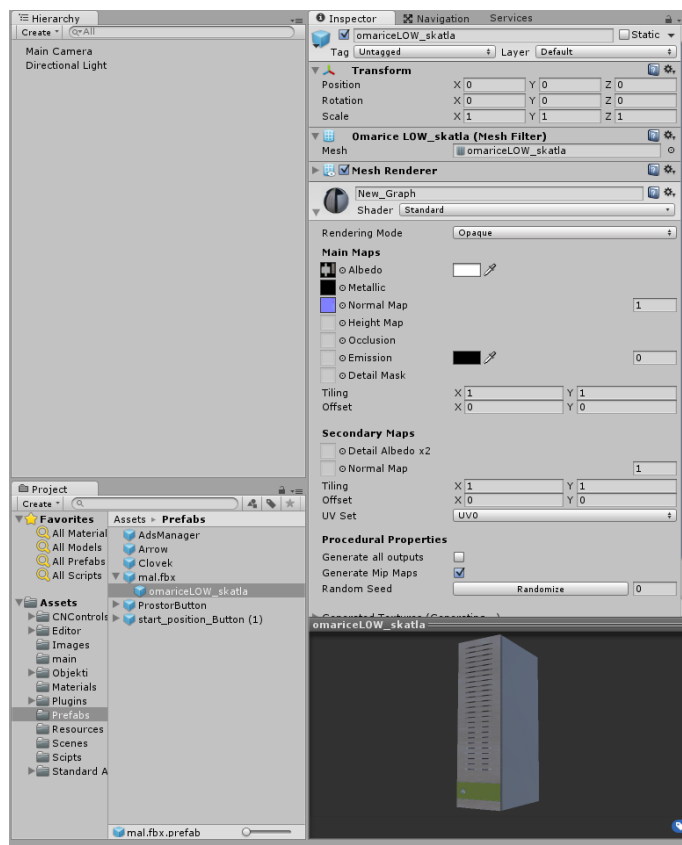 Hierarchy
Create
All
Main Camera
Directional Light
Project
Create
Favorites
All Material
All Models
All Prefabs
All Scripts
Assets
CNControls
Editor
Images
main
Objekti
Materials
Plugins
Prefabs
Resources
Scenes
Scipts
Standard A
Assets ▸ Prefabs
AdsManager
Arrow
Clovek
mal.fbx
omariceLOW_skatla
ProstorButton
start_position_Button (1)
mal.fbx.prefab
Inspector Navigation Services
omariceLOW_skatla Static
Tag Untagged Layer Default
Transform
Position X 0 Y 0 Z 0
Rotation X 0 Y 0 Z 0
Scale X 1 Y 1 Z 1
Omarice LOW_skatla (Mesh Filter)
Mesh omariceLOW_skatla
Mesh Renderer
New_Graph
Shader Standard
Rendering Mode Opaque
Main Maps
Albedo
Metallic
Normal Map 1
Height Map
Occlusion
Emission 0
Detail Mask
Tiling X 1 Y 1
Offset X 0 Y 0
Secondary Maps
Detail Albedo x2
Normal Map 1
Tiling X 1 Y 1
Offset X 0 Y 0
UV Set UV0
Procedural Properties
Generate all outputs
Generate Mip Maps
Random Seed Randomize 0
Generated Textures (Generating...)
omariceLOW_skatla